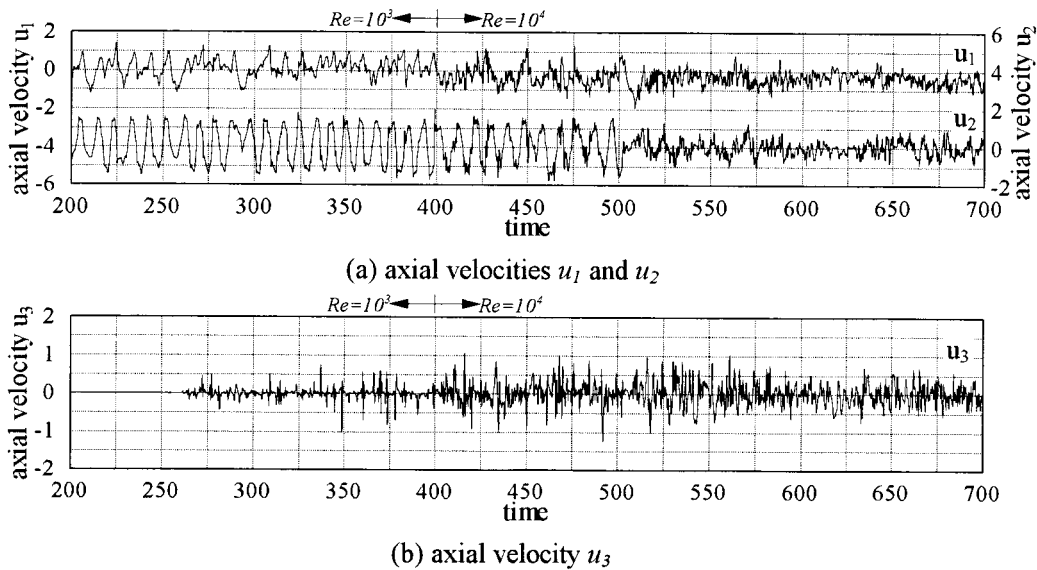 Re=10³ Re=10⁴
axial velocity u₁
2
0
-2
-4
-6
u₁
u₂
axial velocity u₂
6
4
2
0
-2
200 250 300 350 400 450 500 550 600 650 700
time
(a) axial velocities u₁ and u₂
Re=10³ Re=10⁴
axial velocity u₃
2
1
0
-1
-2
u₃
200 250 300 350 400 450 500 550 600 650 700
time
(b) axial velocity u₃